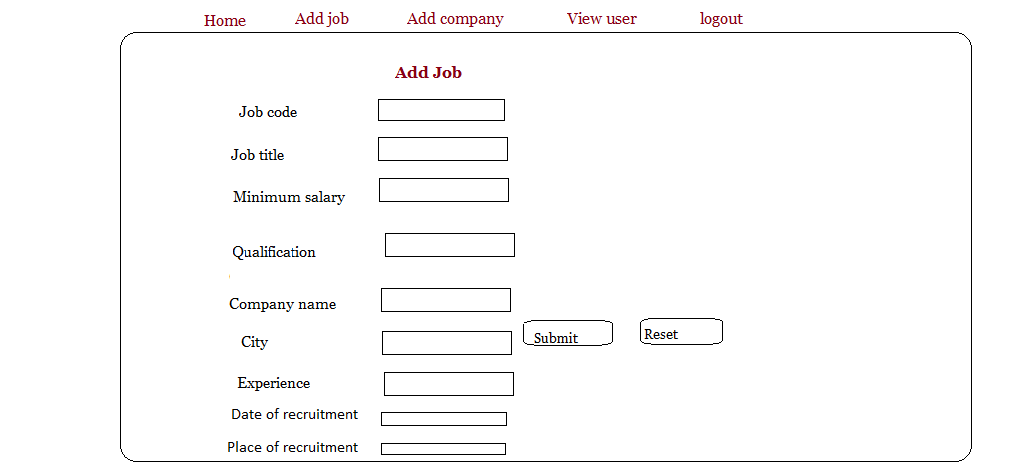 Home Add job Add company View user logout
Add Job
Job code
Job title
Minimum salary
Qualification
Company name
City Submit Reset
Experience
Date of recruitment
Place of recruitment